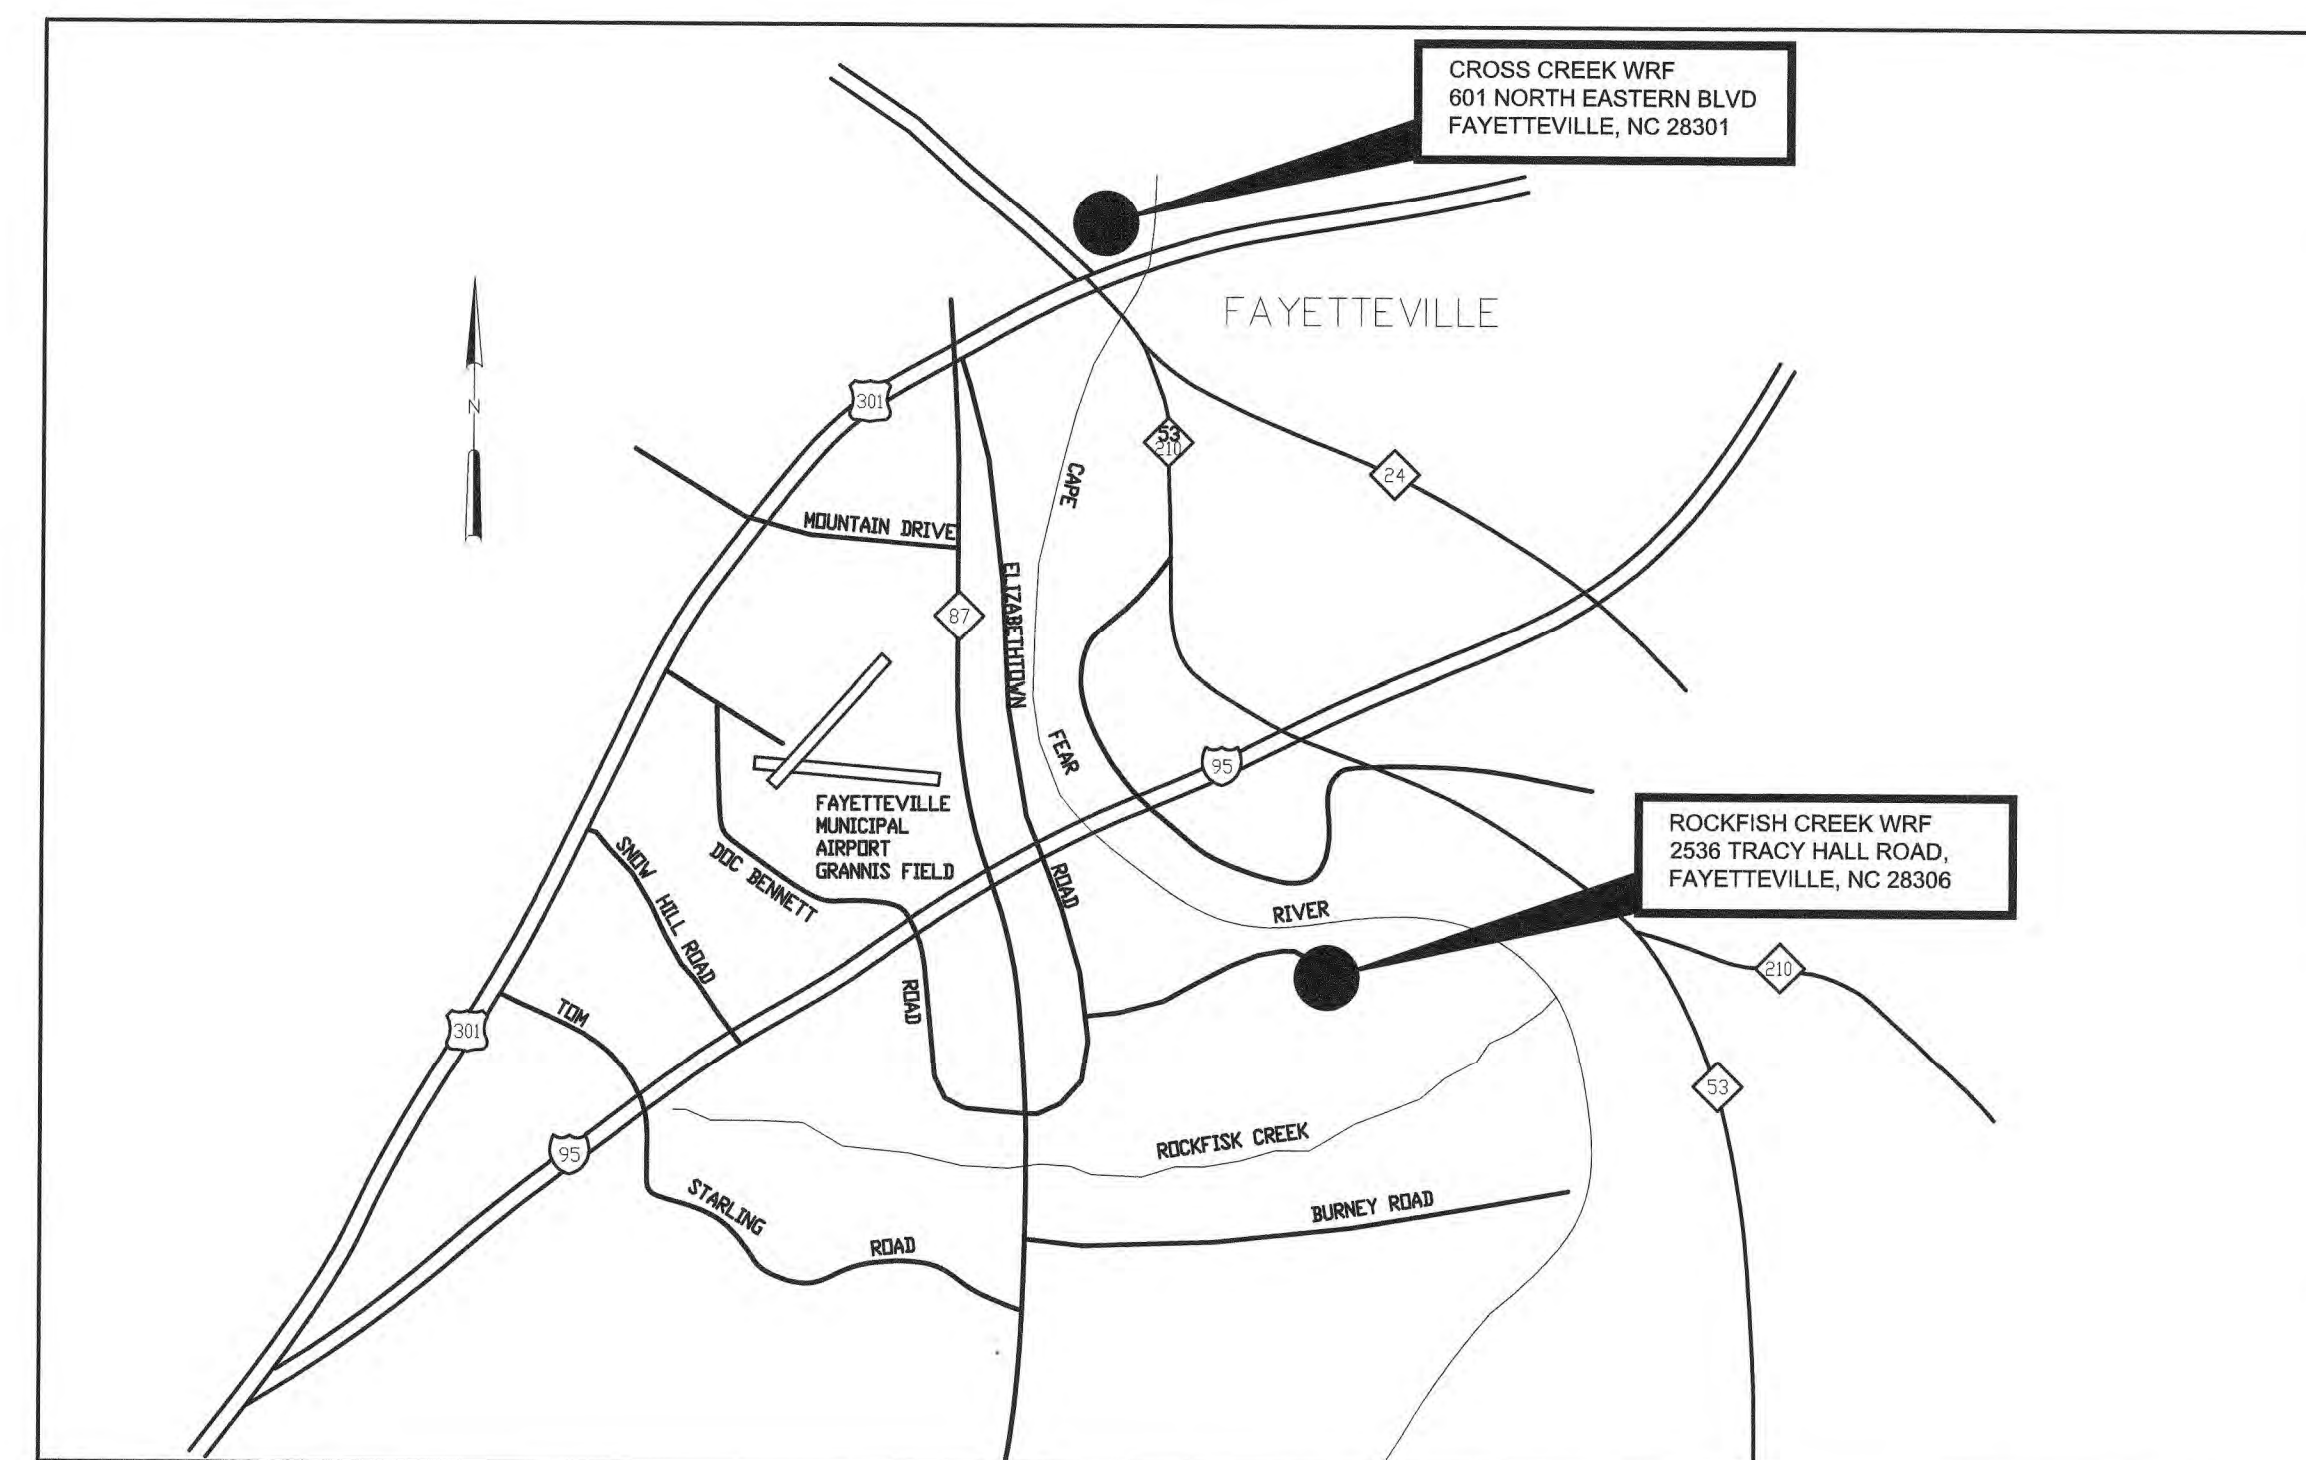 CROSS CREEK WRF
601 NORTH EASTERN BLVD
FAYETTEVILLE, NC 28301
FAYETTEVILLE
N
301
53
210
24
CAPE
MOUNTAIN DRIVE
ELIZABETHTOWN
87
FEAR
95
FAYETTEVILLE
MUNICIPAL
AIRPORT
GRANNIS FIELD
ROCKFISH CREEK WRF
2536 TRACY HALL ROAD,
FAYETTEVILLE, NC 28306
SNOW HILL ROAD
DOC BENNETT
ROAD
RIVER
210
ROAD
TOM
301
53
95
ROCKFISK CREEK
STARLING
BURNEY ROAD
ROAD